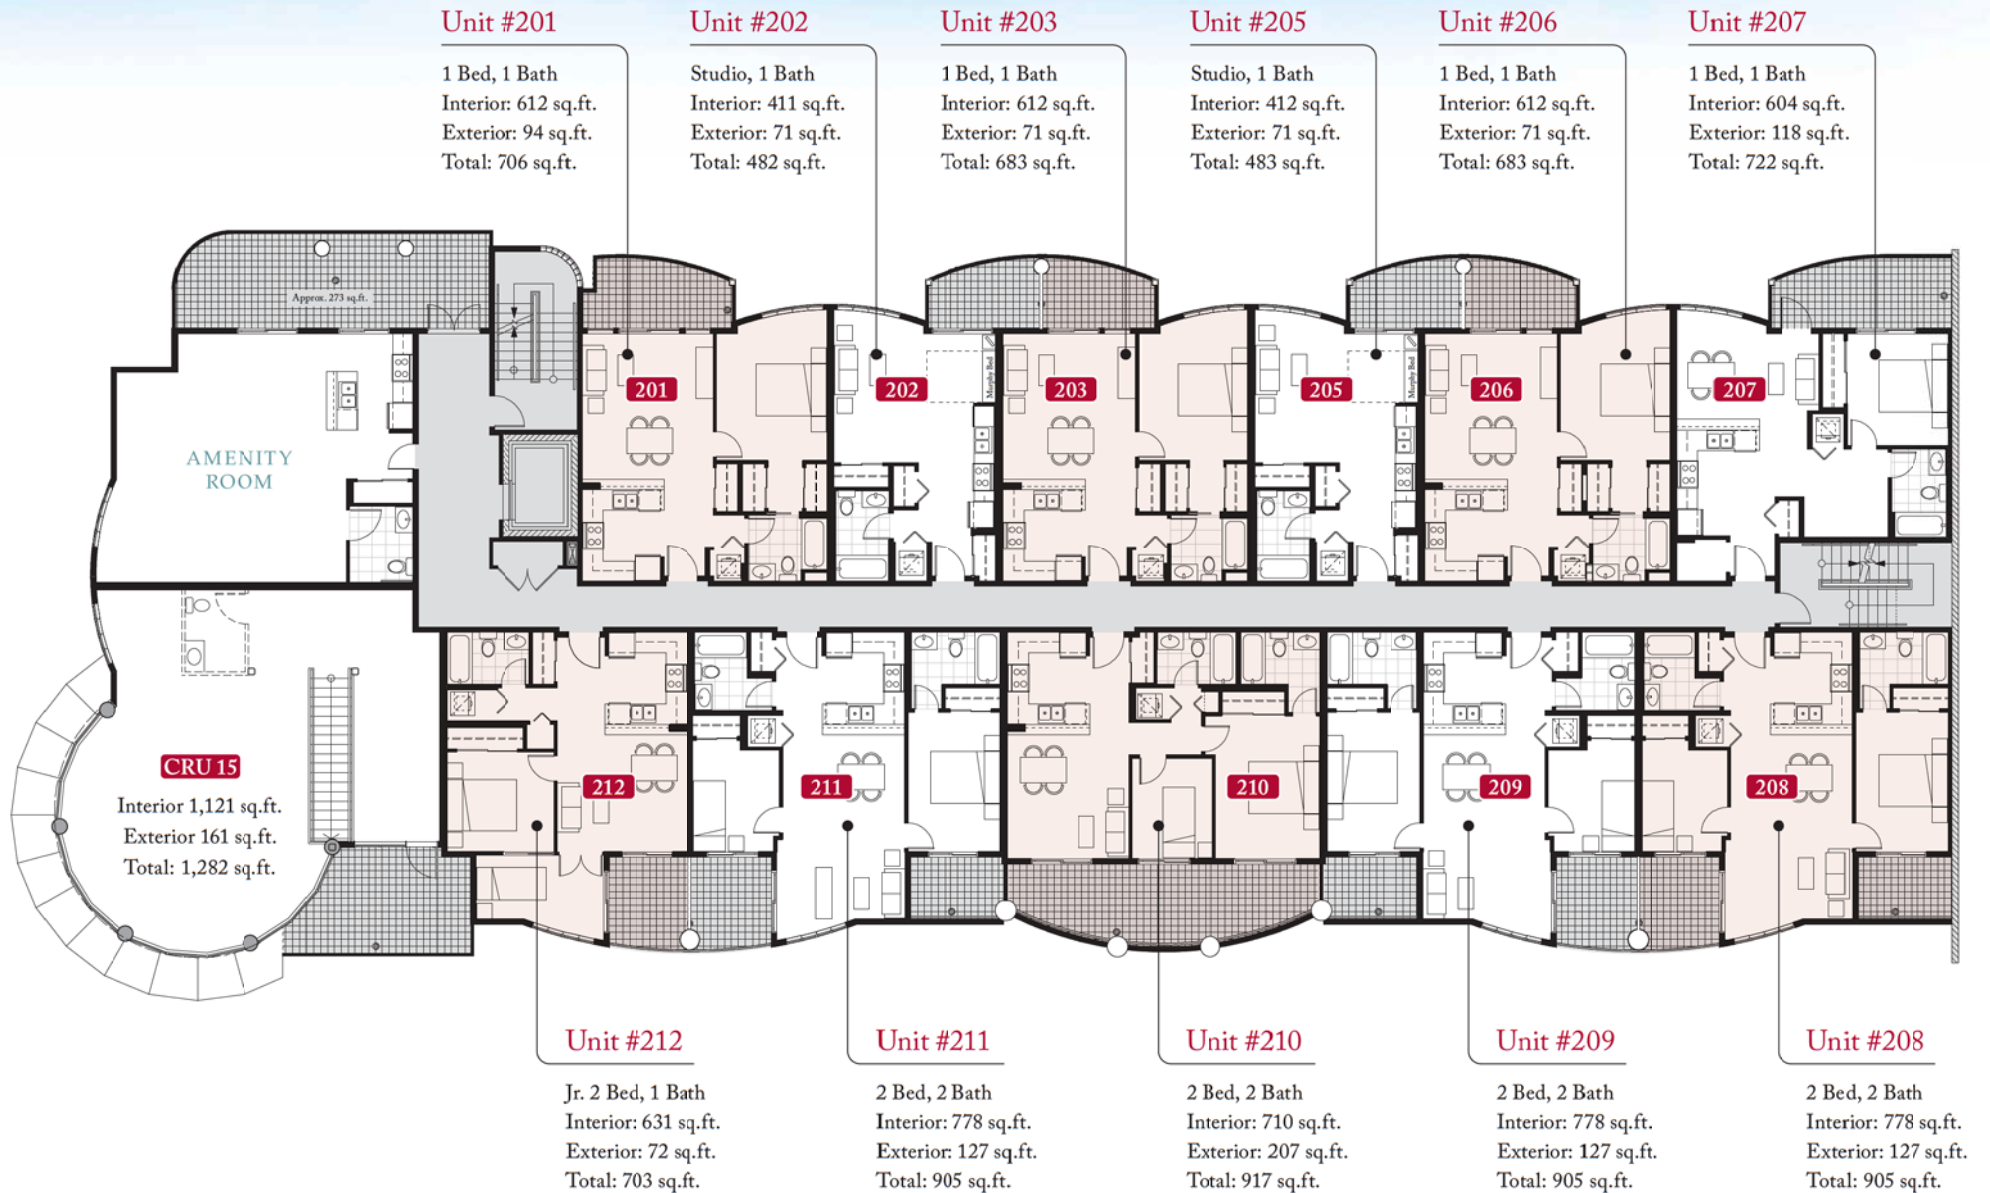 Unit #201
1 Bed, 1 Bath
Interior: 612 sq.ft.
Exterior: 94 sq.ft.
Total: 706 sq.ft.
Unit #202
Studio, 1 Bath
Interior: 411 sq.ft.
Exterior: 71 sq.ft.
Total: 482 sq.ft.
Unit #203
1 Bed, 1 Bath
Interior: 612 sq.ft.
Exterior: 71 sq.ft.
Total: 683 sq.ft.
Unit #205
Studio, 1 Bath
Interior: 412 sq.ft.
Exterior: 71 sq.ft.
Total: 483 sq.ft.
Unit #206
1 Bed, 1 Bath
Interior: 612 sq.ft.
Exterior: 71 sq.ft.
Total: 683 sq.ft.
Unit #207
1 Bed, 1 Bath
Interior: 604 sq.ft.
Exterior: 118 sq.ft.
Total: 722 sq.ft.
Approx. 273 sq.ft.
AMENITY
ROOM
201
202
Murphy Bed
203
205
Murphy Bed
206
207
CRU 15
Interior 1,121 sq.ft.
Exterior 161 sq.ft.
Total: 1,282 sq.ft.
212
211
210
209
208
Unit #212
Jr. 2 Bed, 1 Bath
Interior: 631 sq.ft.
Exterior: 72 sq.ft.
Total: 703 sq.ft.
Unit #211
2 Bed, 2 Bath
Interior: 778 sq.ft.
Exterior: 127 sq.ft.
Total: 905 sq.ft.
Unit #210
2 Bed, 2 Bath
Interior: 710 sq.ft.
Exterior: 207 sq.ft.
Total: 917 sq.ft.
Unit #209
2 Bed, 2 Bath
Interior: 778 sq.ft.
Exterior: 127 sq.ft.
Total: 905 sq.ft.
Unit #208
2 Bed, 2 Bath
Interior: 778 sq.ft.
Exterior: 127 sq.ft.
Total: 905 sq.ft.